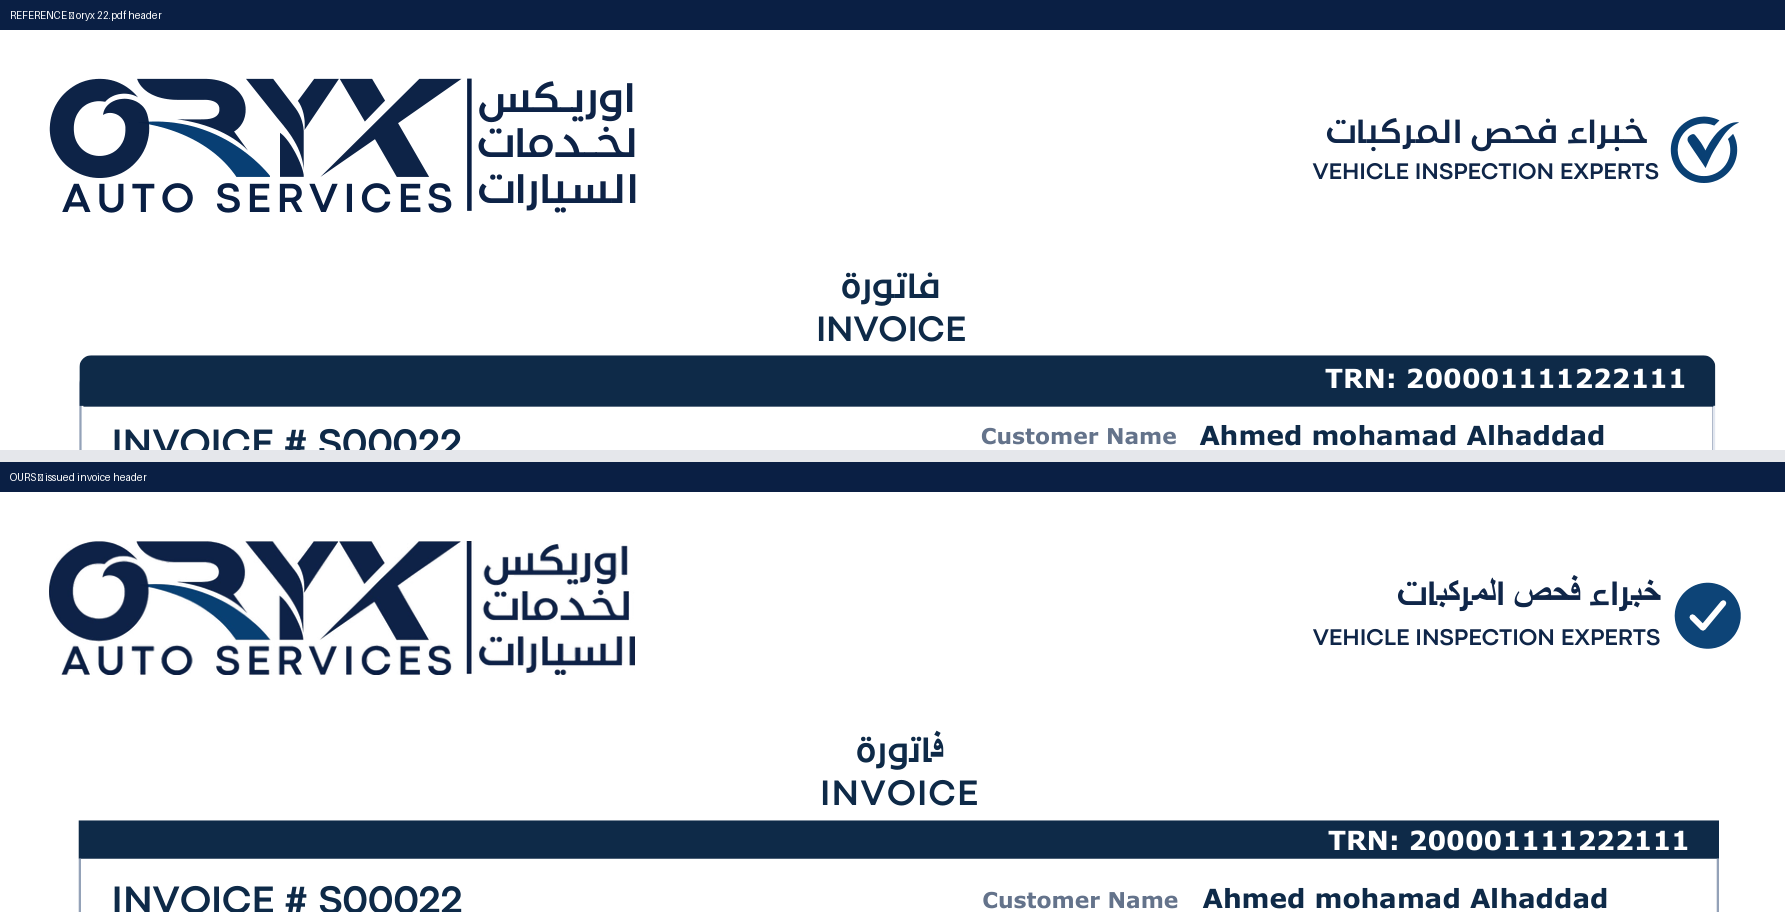 REFERENCE oryx 22.pdf header
ORYX
AUTO SERVICES
اوريكس
لخدمات
السيارات
خبراء فحص المركبات
VEHICLE INSPECTION EXPERTS
فاتورة
INVOICE
TRN: 200001111222111
INVOICE # S00022
Customer Name Ahmed mohamad Alhaddad
OURS issued invoice header
ORYX
AUTO SERVICES
اوريكس
لخدمات
السيارات
خبراء فحص المركبات
VEHICLE INSPECTION EXPERTS
فاتورة
INVOICE
TRN: 200001111222111
INVOICE # S00022
Customer Name Ahmed mohamad Alhaddad